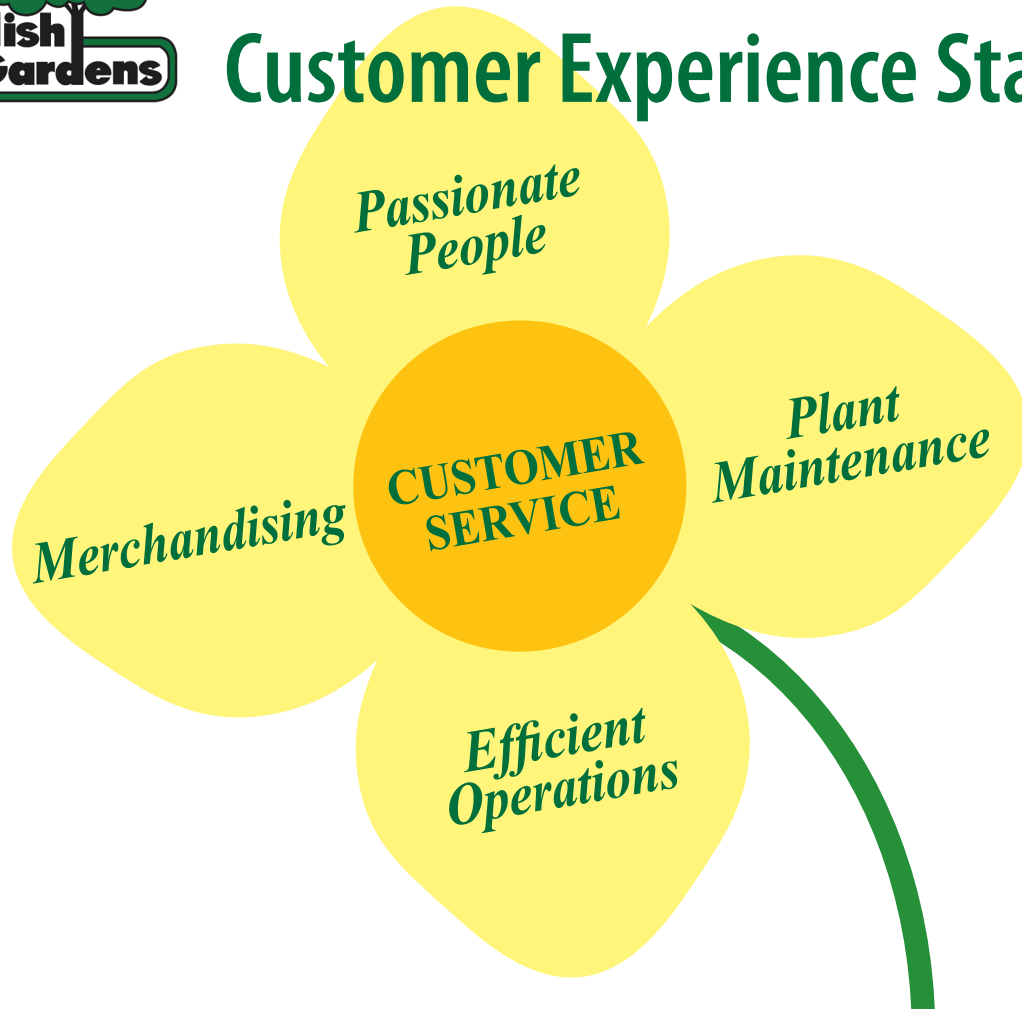 lish
Gardens
Customer Experience Sta
Passionate
People
Plant
Maintenance
CUSTOMER
SERVICE
Merchandising
Efficient
Operations